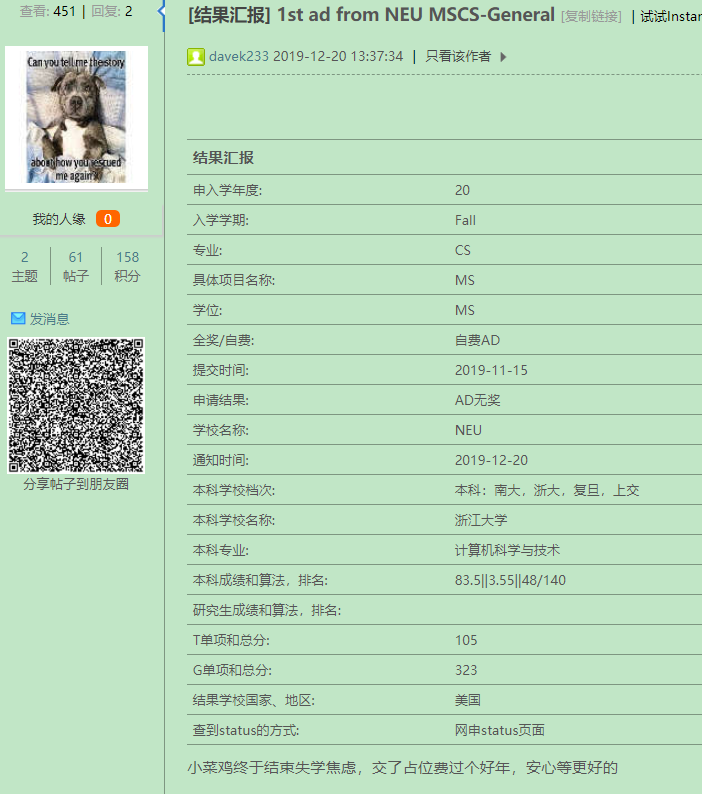 查看: 451 | 回复: 2
[结果汇报] 1st ad from NEU MSCS-General [复制链接] | 试试Instan
davek233 2019-12-20 13:37:34 | 只看该作者
Can you tell me the story
about how you rescued
me again?
我的人缘 0
2 61 158
主题 帖子 积分
发消息
分享帖子到朋友圈
结果汇报
申入学年度: 20
入学学期: Fall
专业: CS
具体项目名称: MS
学位: MS
全奖/自费: 自费AD
提交时间: 2019-11-15
申请结果: AD无奖
学校名称: NEU
通知时间: 2019-12-20
本科学校档次: 本科：南大，浙大，复旦，上交
本科学校名称: 浙江大学
本科专业: 计算机科学与技术
本科成绩和算法，排名: 83.5||3.55||48/140
研究生成绩和算法，排名:
T单项和总分: 105
G单项和总分: 323
结果学校国家、地区: 美国
查到status的方式: 网申status页面
小菜鸡终于结束失学焦虑，交了占位费过个好年，安心等更好的